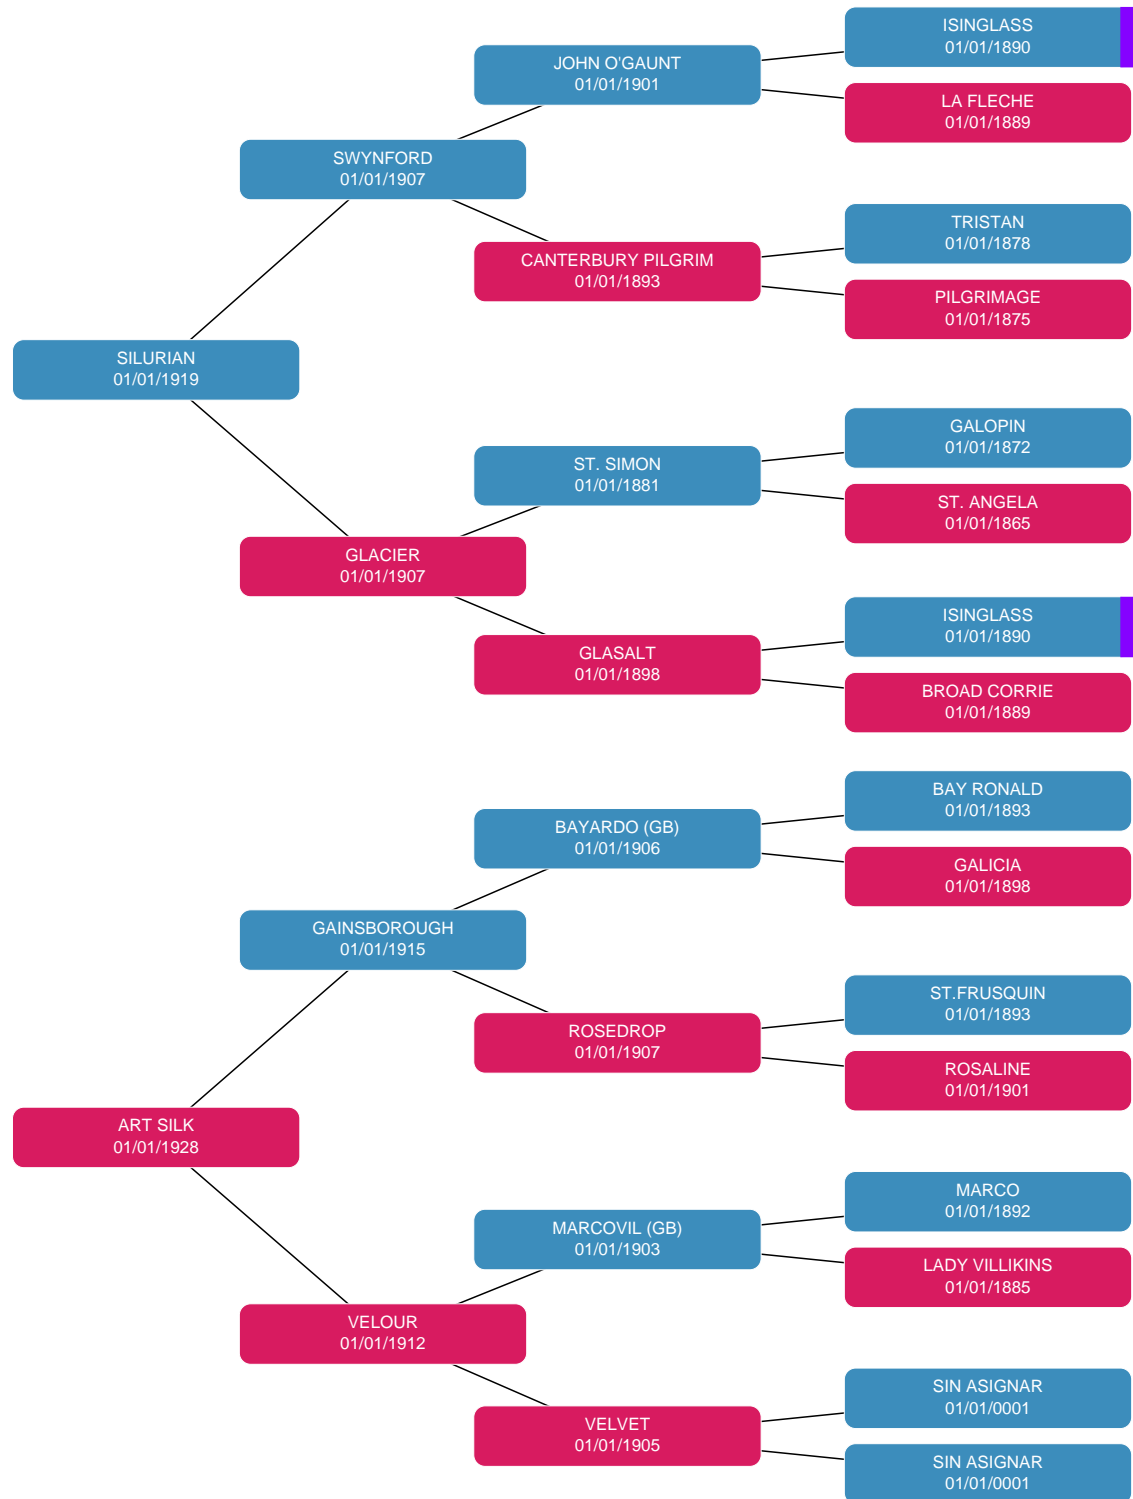 ISINGLASS
01/01/1890
JOHN O'GAUNT
01/01/1901
LA FLECHE
01/01/1889
SWYNFORD
01/01/1907
TRISTAN
01/01/1878
CANTERBURY PILGRIM
01/01/1893
PILGRIMAGE
01/01/1875
SILURIAN
01/01/1919
GALOPIN
01/01/1872
ST. SIMON
01/01/1881
ST. ANGELA
01/01/1865
GLACIER
01/01/1907
ISINGLASS
01/01/1890
GLASALT
01/01/1898
BROAD CORRIE
01/01/1889
BAY RONALD
01/01/1893
BAYARDO (GB)
01/01/1906
GALICIA
01/01/1898
GAINSBOROUGH
01/01/1915
ST.FRUSQUIN
01/01/1893
ROSEDROP
01/01/1907
ROSALINE
01/01/1901
ART SILK
01/01/1928
MARCO
01/01/1892
MARCOVIL (GB)
01/01/1903
LADY VILLIKINS
01/01/1885
VELOUR
01/01/1912
SIN ASIGNAR
01/01/0001
VELVET
01/01/1905
SIN ASIGNAR
01/01/0001